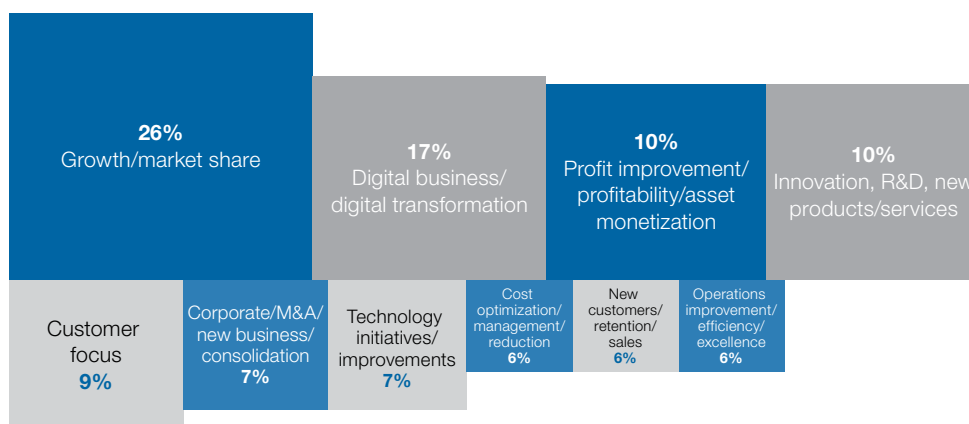 26%
Growth/market share
17%
Digital business/
digital transformation
10%
Profit improvement/
profitability/asset
monetization
10%
Innovation, R&D, new
products/services
Customer
focus
9%
Corporate/M&A/
new business/
consolidation
7%
Technology
initiatives/
improvements
7%
Cost
optimization/
management/
reduction
6%
New
customers/
retention/
sales
6%
Operations
improvement/
efficiency/
excellence
6%